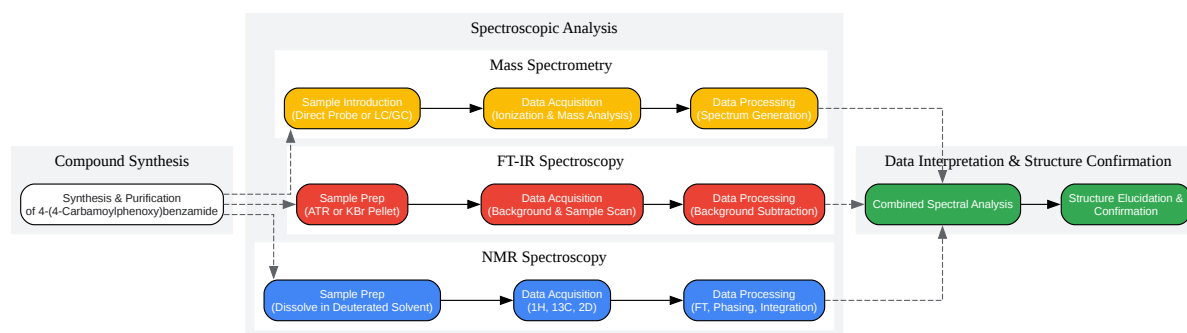 Spectroscopic Analysis
Mass Spectrometry
Sample Introduction
(Direct Probe or LC/GC)
Data Acquisition
(Ionization & Mass Analysis)
Data Processing
(Spectrum Generation)
Compound Synthesis
Synthesis & Purification
of 4-(4-Carbamoylphenoxy)benzamide
FT-IR Spectroscopy
Sample Prep
(ATR or KBr Pellet)
Data Acquisition
(Background & Sample Scan)
Data Processing
(Background Subtraction)
Data Interpretation & Structure Confirmation
Combined Spectral Analysis
Structure Elucidation &
Confirmation
NMR Spectroscopy
Sample Prep
(Dissolve in Deuterated Solvent)
Data Acquisition
(1H, 13C, 2D)
Data Processing
(FT, Phasing, Integration)